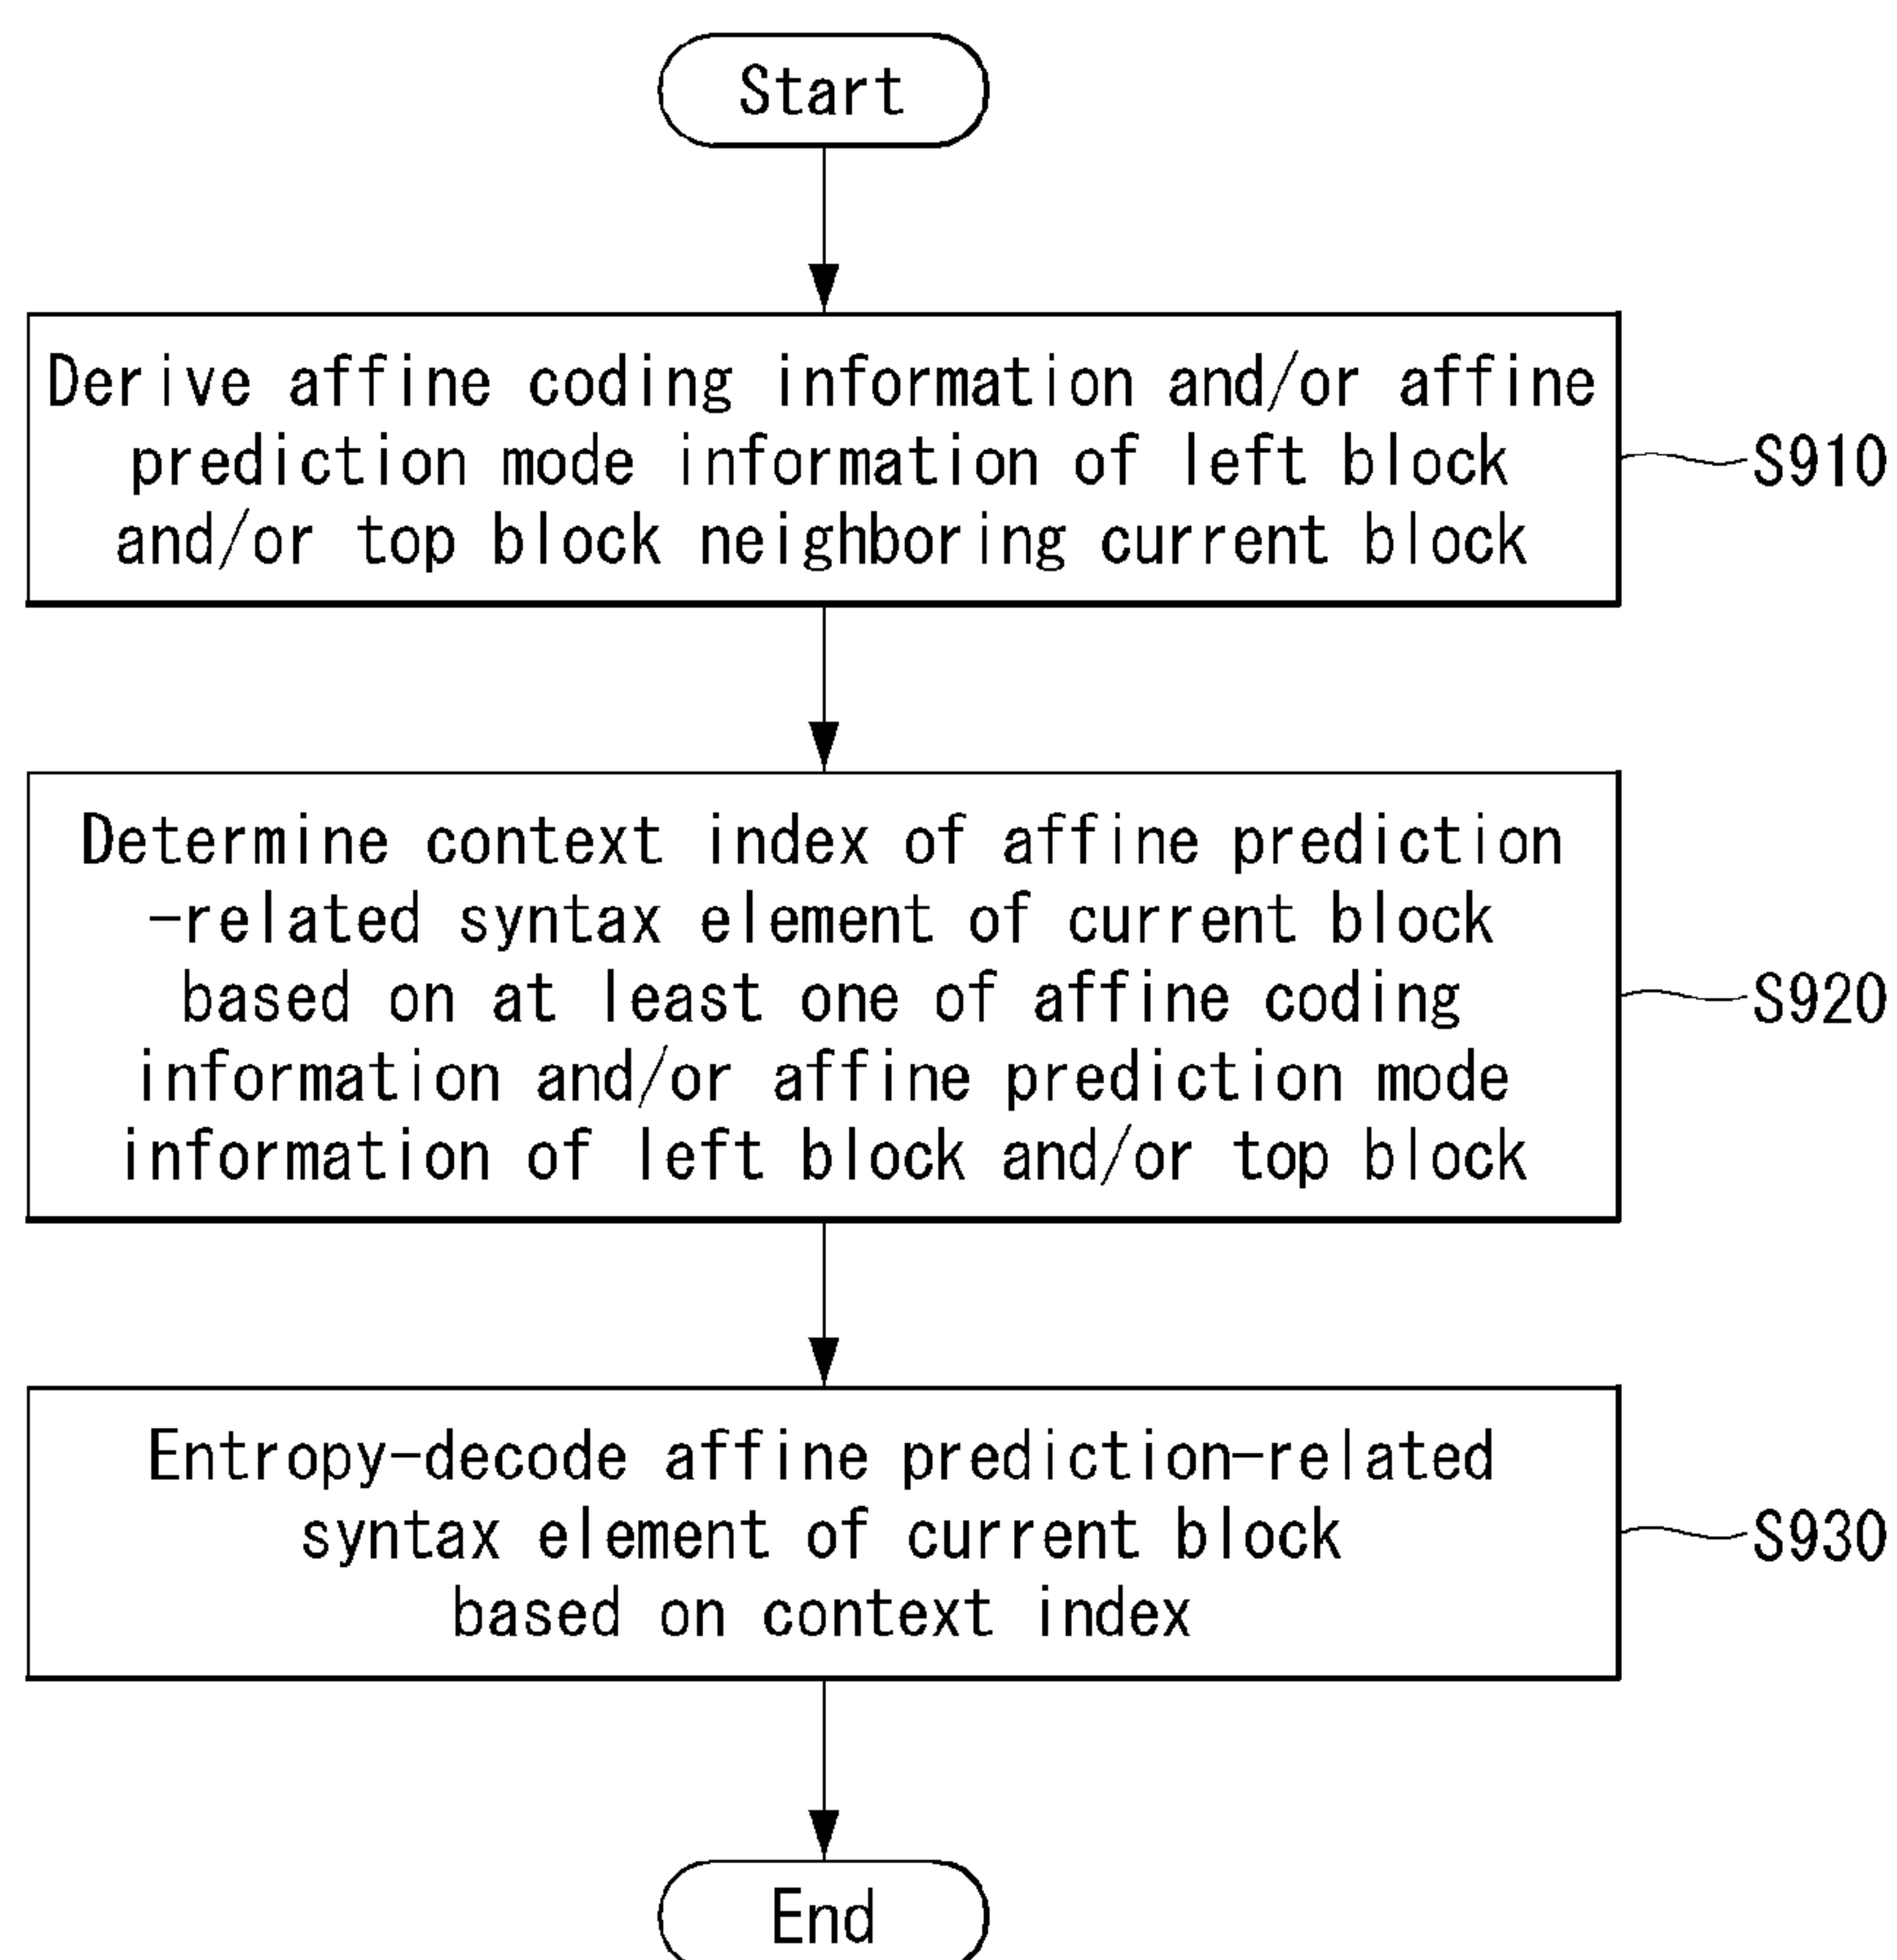 Start
Derive affine coding information and/or affine
prediction mode information of left block
and/or top block neighboring current block
S910
Determine context index of affine prediction
-related syntax element of current block
based on at least one of affine coding
information and/or affine prediction mode
information of left block and/or top block
S920
Entropy-decode affine prediction-related
syntax element of current block
based on context index
S930
End